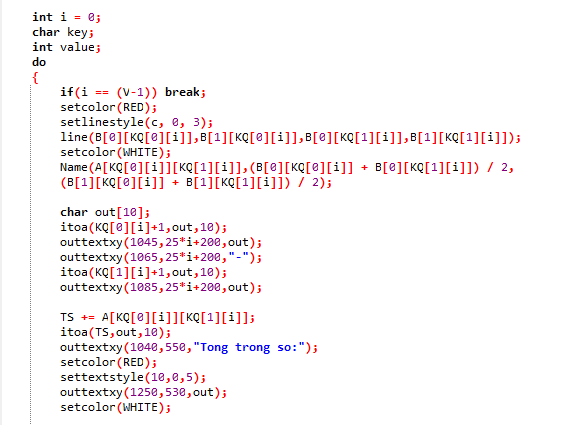 int i = 0;
char key;
int value;
do
{
if(i == (V-1)) break;
setcolor(RED);
setlinestyle(c, 0, 3);
line(B[0][KQ[0][i]],B[1][KQ[0][i]],B[0][KQ[1][i]],B[1][KQ[1][i]]);
setcolor(WHITE);
Name(A[KQ[0][i]][KQ[1][i]],(B[0][KQ[0][i]] + B[0][KQ[1][i]]) / 2,
(B[1][KQ[0][i]] + B[1][KQ[1][i]]) / 2);
char out[10];
itoa(KQ[0][i]+1,out,10);
outtextxy(1045,25*i+200,out);
outtextxy(1065,25*i+200,"-");
itoa(KQ[1][i]+1,out,10);
outtextxy(1085,25*i+200,out);
TS += A[KQ[0][i]][KQ[1][i]];
itoa(TS,out,10);
outtextxy(1040,550,"Tong trong so:");
setcolor(RED);
settextstyle(10,0,5);
outtextxy(1250,530,out);
setcolor(WHITE);